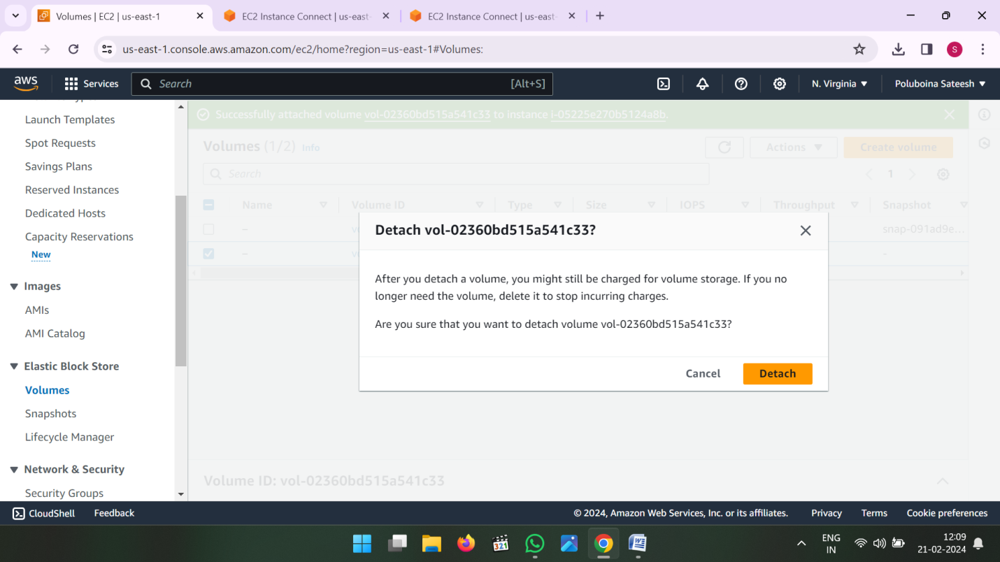 Volumes | EC2 | us-east-1
EC2 Instance Connect | us-east-
EC2 Instance Connect | us-east-
us-east-1.console.aws.amazon.com/ec2/home?region=us-east-1#Volumes:
S
aws
Services
Search
[Alt+S]
N. Virginia
Poluboina Sateesh
Launch Templates
Spot Requests
Savings Plans
Reserved Instances
Dedicated Hosts
Capacity Reservations
New
Images
AMIs
AMI Catalog
Elastic Block Store
Volumes
Snapshots
Lifecycle Manager
Network & Security
Security Groups
Successfully attached volume vol-02360bd515a541c33 to instance i-05225e270b5124a8b.
Volumes (1/2) Info
Actions
Create volume
Search
1
Name
Volume ID
Type
Size
IOPS
Throughput
Snapshot
–
snap-091ad9e...
–
–
Detach vol-02360bd515a541c33?
After you detach a volume, you might still be charged for volume storage. If you no
longer need the volume, delete it to stop incurring charges.
Are you sure that you want to detach volume vol-02360bd515a541c33?
Cancel
Detach
Volume ID: vol-02360bd515a541c33
CloudShell
Feedback
© 2024, Amazon Web Services, Inc. or its affiliates.
Privacy
Terms
Cookie preferences
321
ENG
IN
12:09
21-02-2024